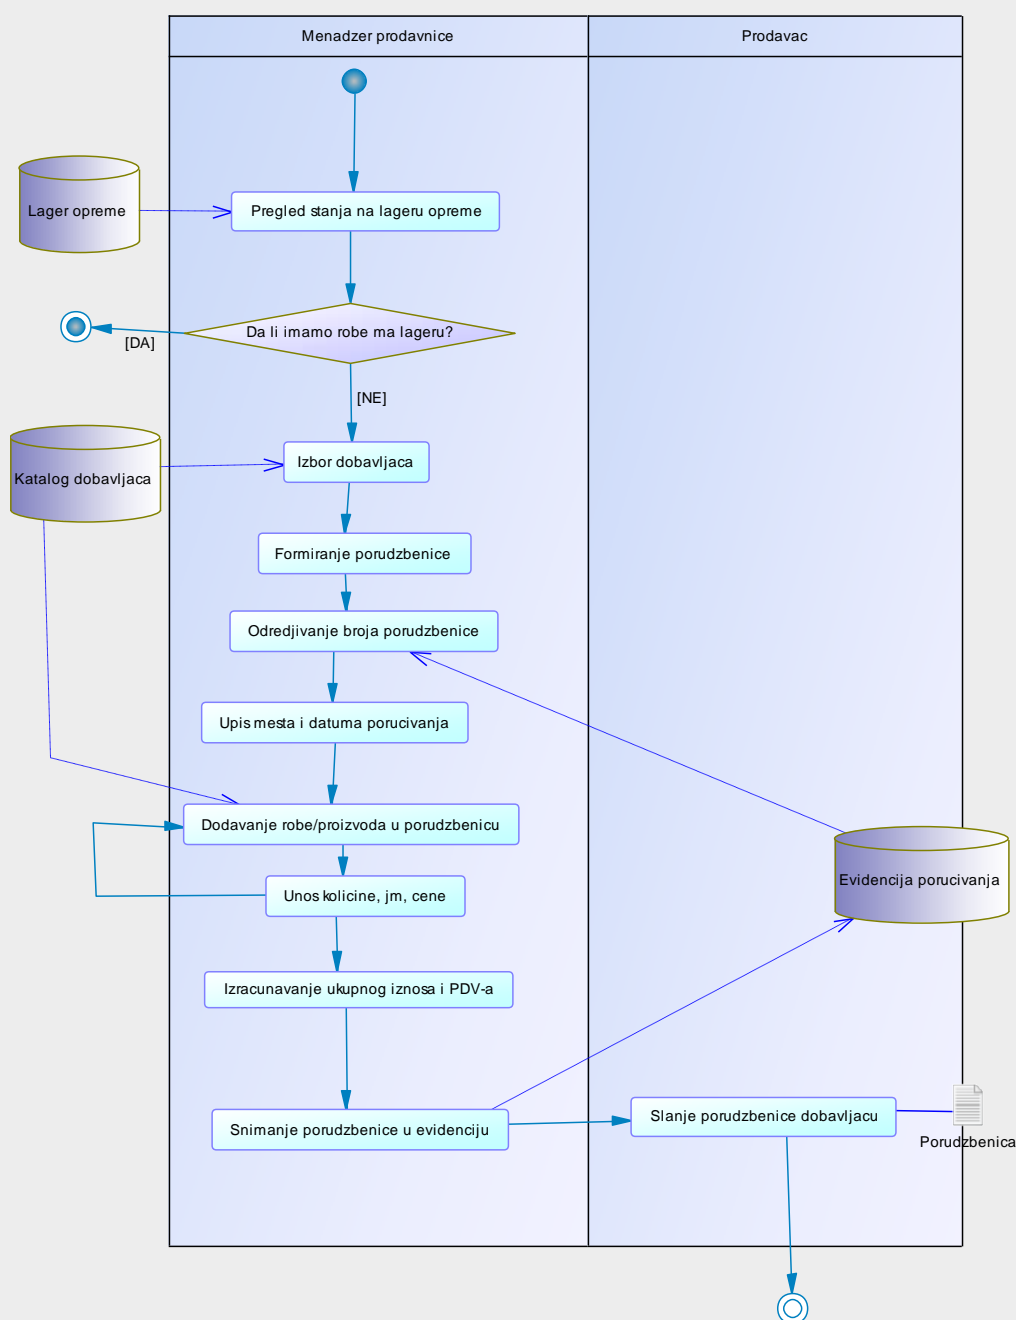 Menadzer prodavnice
Prodavac
Pregled stanja na lageru opreme
Lager opreme
Da li imamo robe ma lageru?
[DA]
[NE]
Izbor dobavljaca
Katalog dobavljaca
Formiranje porudzbenice
Odredjivanje broja porudzbenice
Upis mesta i datuma porucivanja
Dodavanje robe/proizvoda u porudzbenicu
Evidencija porucivanja
Unos kolicine, jm, cene
Izracunavanje ukupnog iznosa i PDV-a
Snimanje porudzbenice u evidenciju
Slanje porudzbenice dobavljacu
Porudzbenica